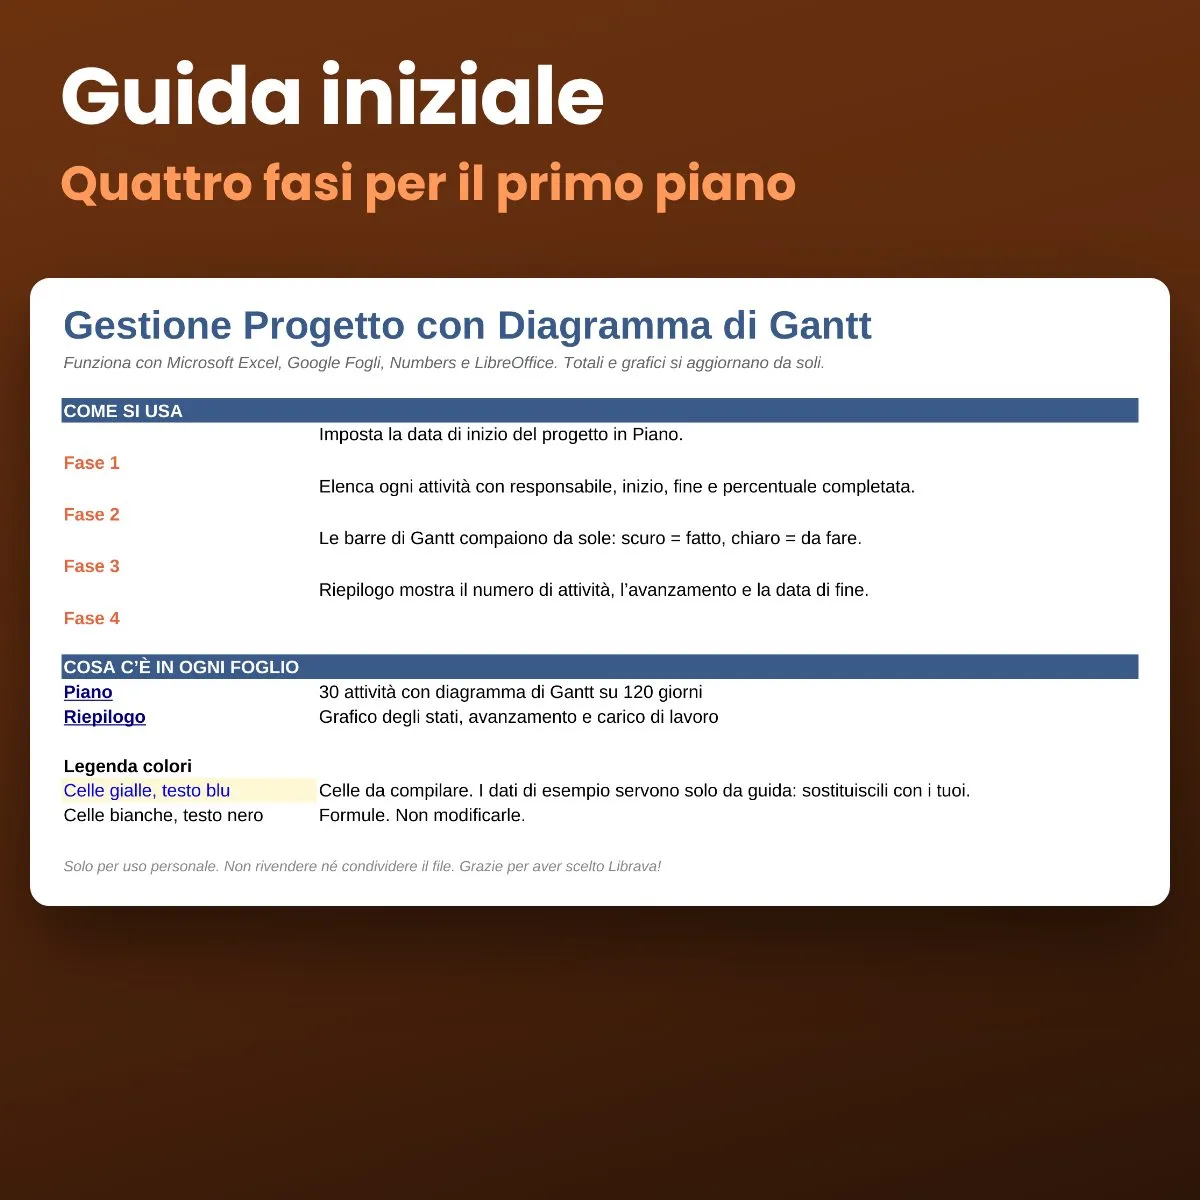 Guida iniziale
Quattro fasi per il primo piano
Gestione Progetto con Diagramma di Gantt
Funziona con Microsoft Excel, Google Fogli, Numbers e LibreOffice. Totali e grafici si aggiornano da soli.
COME SI USA
Imposta la data di inizio del progetto in Piano.
Fase 1
Elenca ogni attività con responsabile, inizio, fine e percentuale completata.
Fase 2
Le barre di Gantt compaiono da sole: scuro = fatto, chiaro = da fare.
Fase 3
Riepilogo mostra il numero di attività, l’avanzamento e la data di fine.
Fase 4
COSA C’È IN OGNI FOGLIO
Piano 30 attività con diagramma di Gantt su 120 giorni
Riepilogo Grafico degli stati, avanzamento e carico di lavoro
Legenda colori
Celle gialle, testo blu Celle da compilare. I dati di esempio servono solo da guida: sostituiscili con i tuoi.
Celle bianche, testo nero Formule. Non modificarle.
Solo per uso personale. Non rivendere né condividere il file. Grazie per aver scelto Librava!